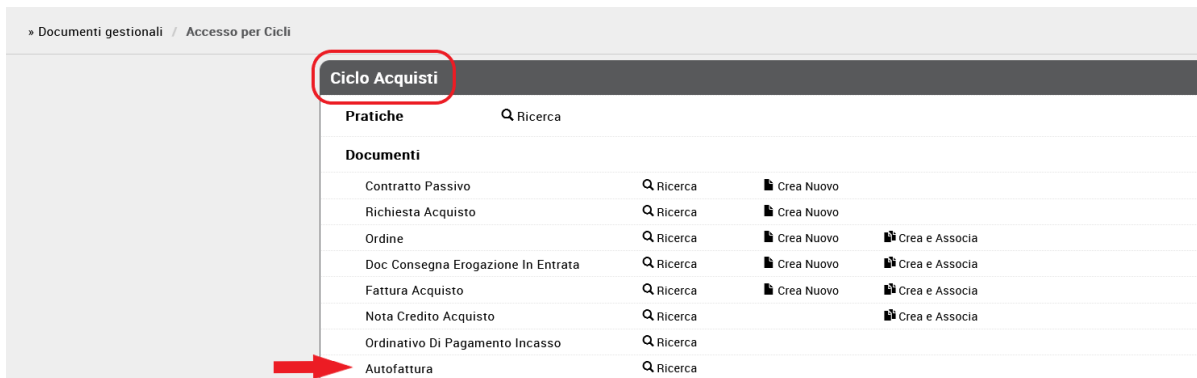 » Documenti gestionali / Accesso per Cicli
Ciclo Acquisti
Pratiche Ricerca
Documenti
Contratto Passivo Ricerca Crea Nuovo
Richiesta Acquisto Ricerca Crea Nuovo
Ordine Ricerca Crea Nuovo Crea e Associa
Doc Consegna Erogazione In Entrata Ricerca Crea Nuovo Crea e Associa
Fattura Acquisto Ricerca Crea Nuovo Crea e Associa
Nota Credito Acquisto Ricerca Crea e Associa
Ordinativo Di Pagamento Incasso Ricerca
Autofattura Ricerca